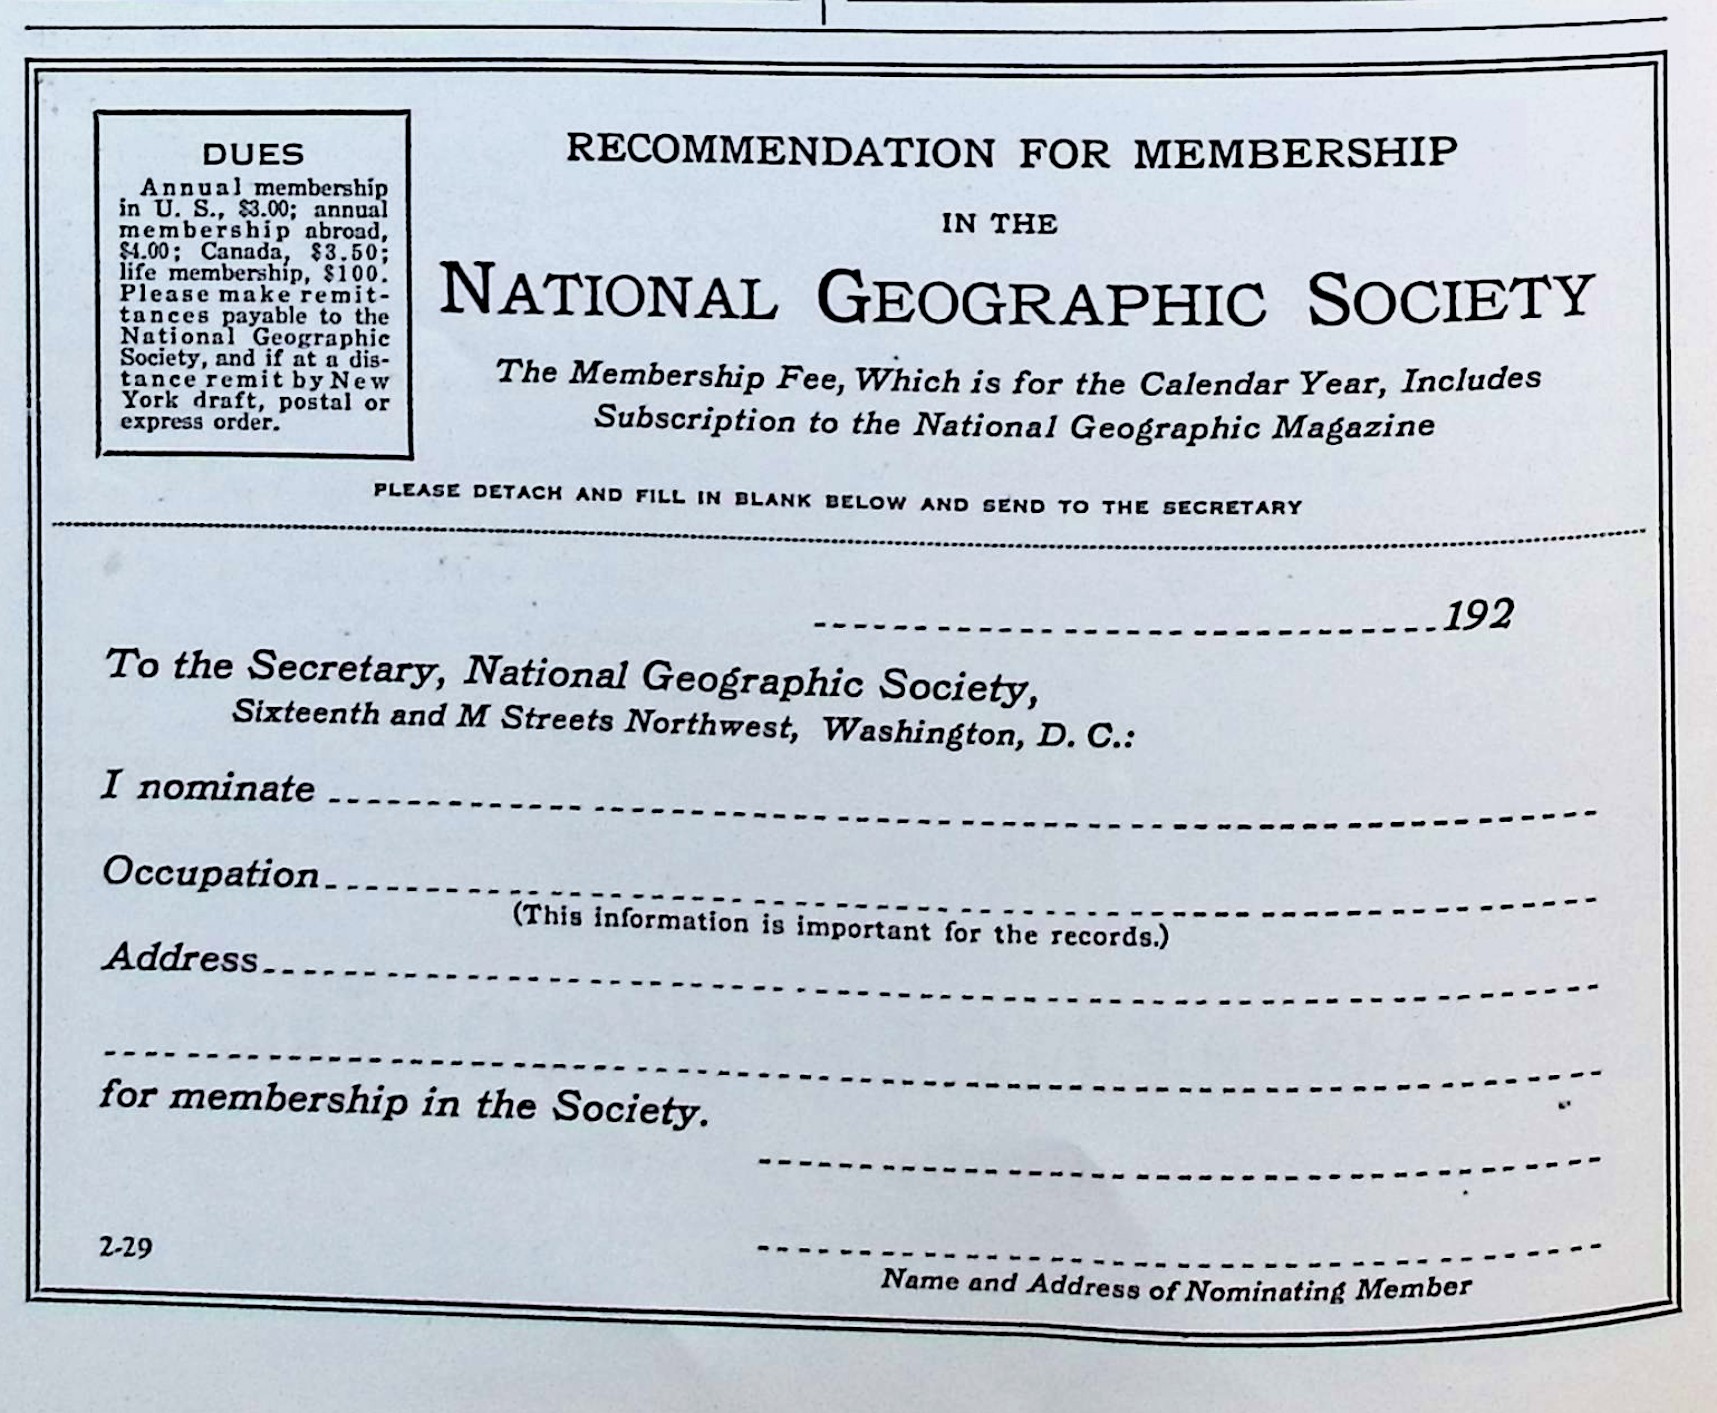 DUES
Annual membership
in U. S., $3.00; annual
membership abroad,
$4.00; Canada, $3.50;
life membership, $100.
Please make remit-
tances payable to the
National Geographic
Society, and if at a dis-
tance remit by New
York draft, postal or
express order.
RECOMMENDATION FOR MEMBERSHIP
IN THE
NATIONAL GEOGRAPHIC SOCIETY
The Membership Fee, Which is for the Calendar Year, Includes
Subscription to the National Geographic Magazine
PLEASE DETACH AND FILL IN BLANK BELOW AND SEND TO THE SECRETARY
192
To the Secretary, National Geographic Society,
Sixteenth and M Streets Northwest, Washington, D. C.:
I nominate
Occupation
(This information is important for the records.)
Address
for membership in the Society.
2-29
Name and Address of Nominating Member